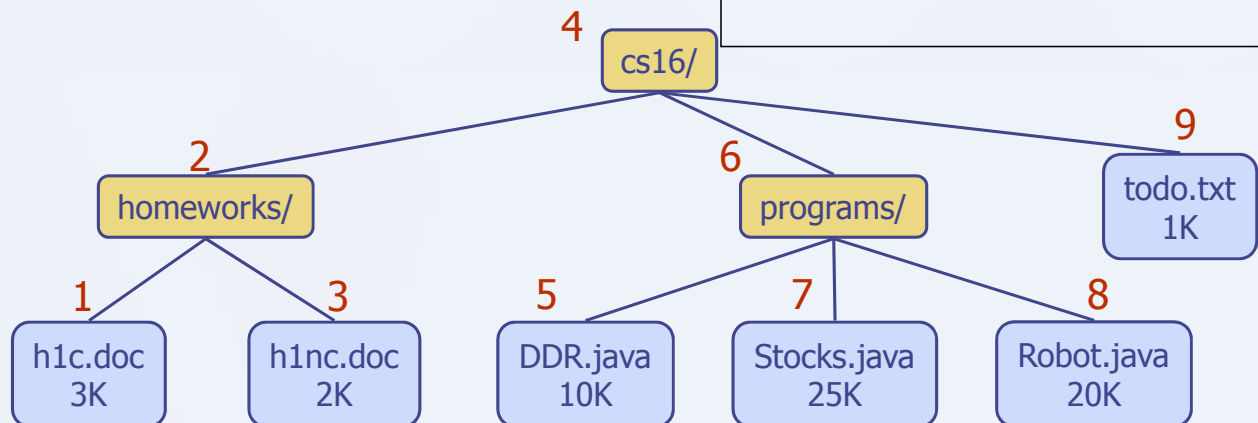 4
cs16/
9
2
6
homeworks/
programs/
todo.txt
1K
1
3
5
7
8
h1c.doc
3K
h1nc.doc
2K
DDR.java
10K
Stocks.java
25K
Robot.java
20K